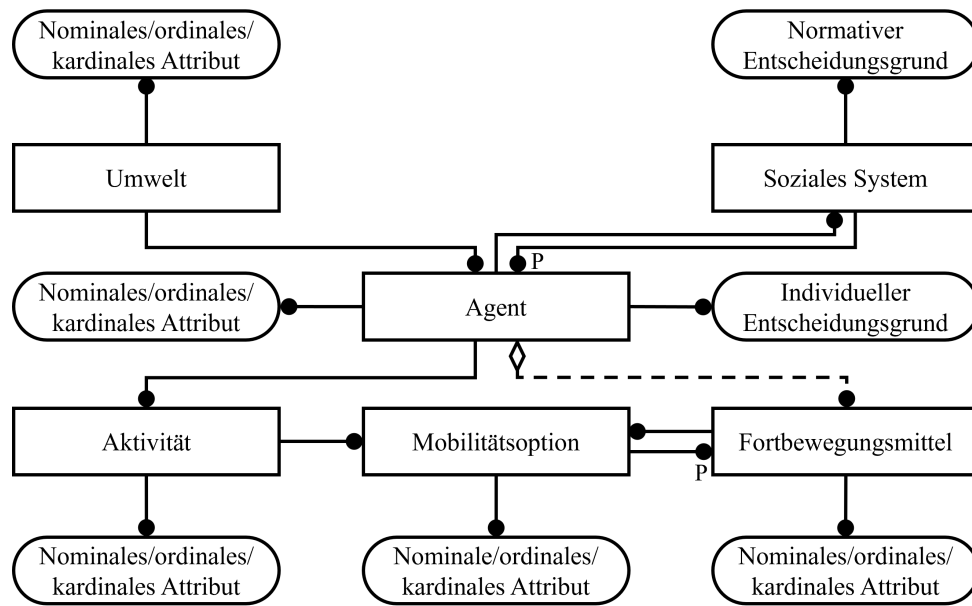 Nominales/ordinales/
kardinales Attribut
Normativer
Entscheidungsgrund
Umwelt
Soziales System
P
Nominales/ordinales/
kardinales Attribut
Agent
Individueller
Entscheidungsgrund
Aktivität
Mobilitätsoption
Fortbewegungsmittel
P
Nominales/ordinales/
kardinales Attribut
Nominale/ordinales/
kardinales Attribut
Nominales/ordinales/
kardinales Attribut